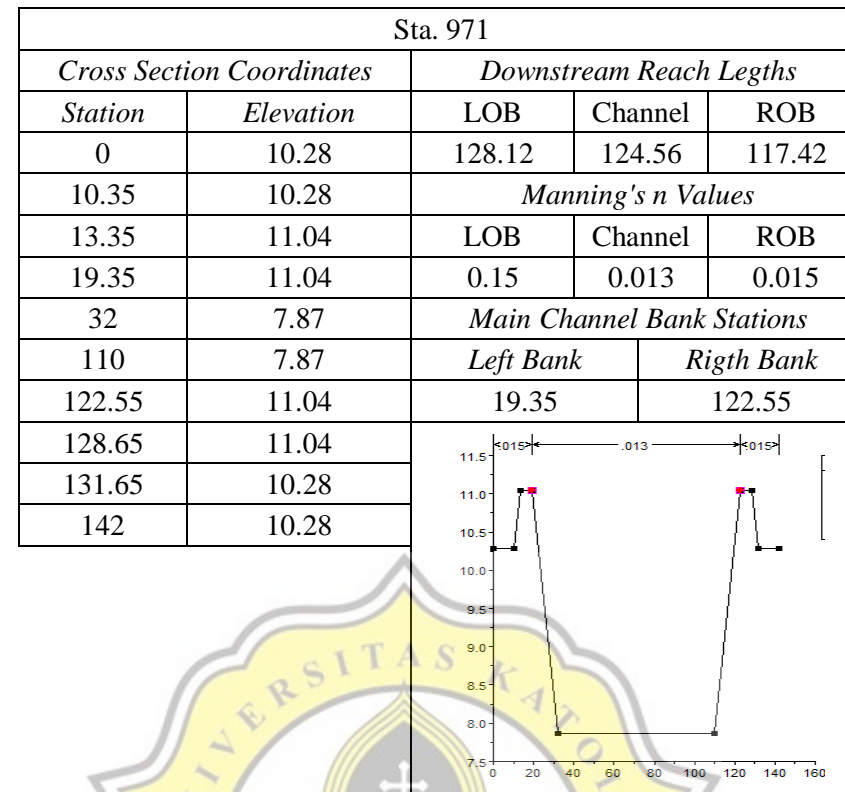 Sta. 971
Cross Section Coordinates Downstream Reach Legths
Station Elevation LOB Channel ROB
0 10.28 128.12 124.56 117.42
10.35 10.28 Manning's n Values
13.35 11.04 LOB Channel ROB
19.35 11.04 0.15 0.013 0.015
32 7.87 Main Channel Bank Stations
110 7.87 Left Bank Rigth Bank
122.55 11.04 19.35 122.55
128.65 11.04
131.65 10.28
142 10.28
.015 .013 .015
11.5
11.0
10.5
10.0
9.5
9.0
8.5
8.0
7.5
0 20 40 60 80 100 120 140 160
VERSITAS KATO